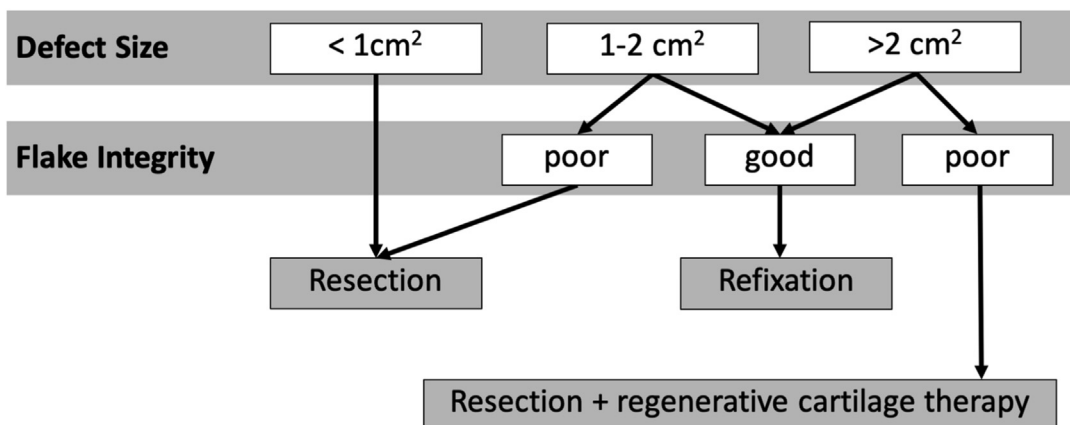 Defect Size
< 1cm²
1-2 cm²
>2 cm²
Flake Integrity
poor
good
poor
Resection
Refixation
Resection + regenerative cartilage therapy